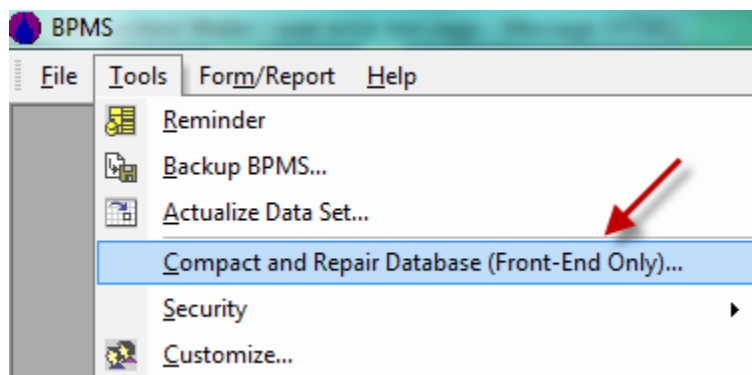 BPMS
File Tools Form/Report Help
Reminder
Backup BPMS...
Actualize Data Set...
Compact and Repair Database (Front-End Only)...
Security
Customize...